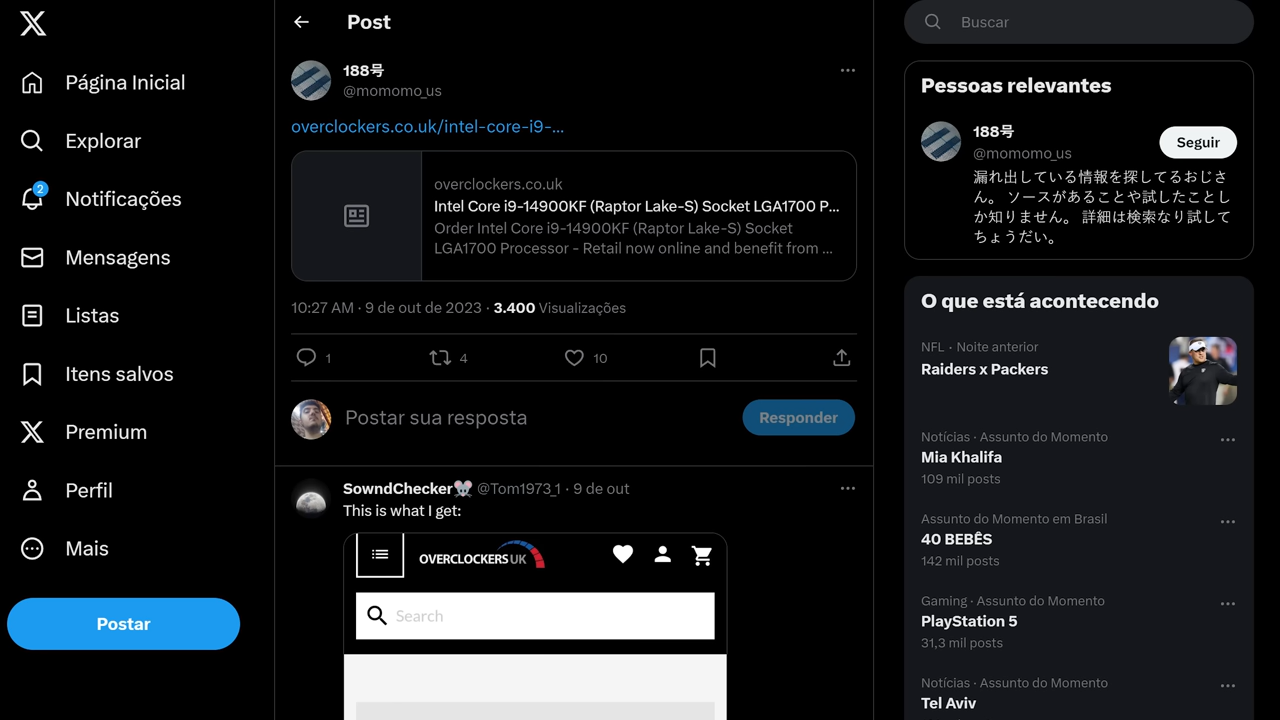 Página Inicial
Explorar
2
Notificações
Mensagens
Listas
Itens salvos
Premium
Perfil
Mais
Postar
Post
188号
@momomo_us
overclockers.co.uk/intel-core-i9-...
overclockers.co.uk
Intel Core i9-14900KF (Raptor Lake-S) Socket LGA1700 P...
Order Intel Core i9-14900KF (Raptor Lake-S) Socket
LGA1700 Processor - Retail now online and benefit from ...
10:27 AM · 9 de out de 2023 · 3.400 Visualizações
1 4 10
Postar sua resposta
Responder
SowndChecker🐭 @Tom1973_1 · 9 de out
This is what I get:
OVERCLOCKERS UK
Search
Buscar
Pessoas relevantes
188号
@momomo_us
Seguir
漏れ出している情報を探してるおじさ
ん。 ソースがあることや試したことし
か知りません。 詳細は検索なり試して
ちょうだい。
O que está acontecendo
NFL · Noite anterior
Raiders x Packers
Notícias · Assunto do Momento
Mia Khalifa
109 mil posts
Assunto do Momento em Brasil
40 BEBÊS
142 mil posts
Gaming · Assunto do Momento
PlayStation 5
31,3 mil posts
Notícias · Assunto do Momento
Tel Aviv